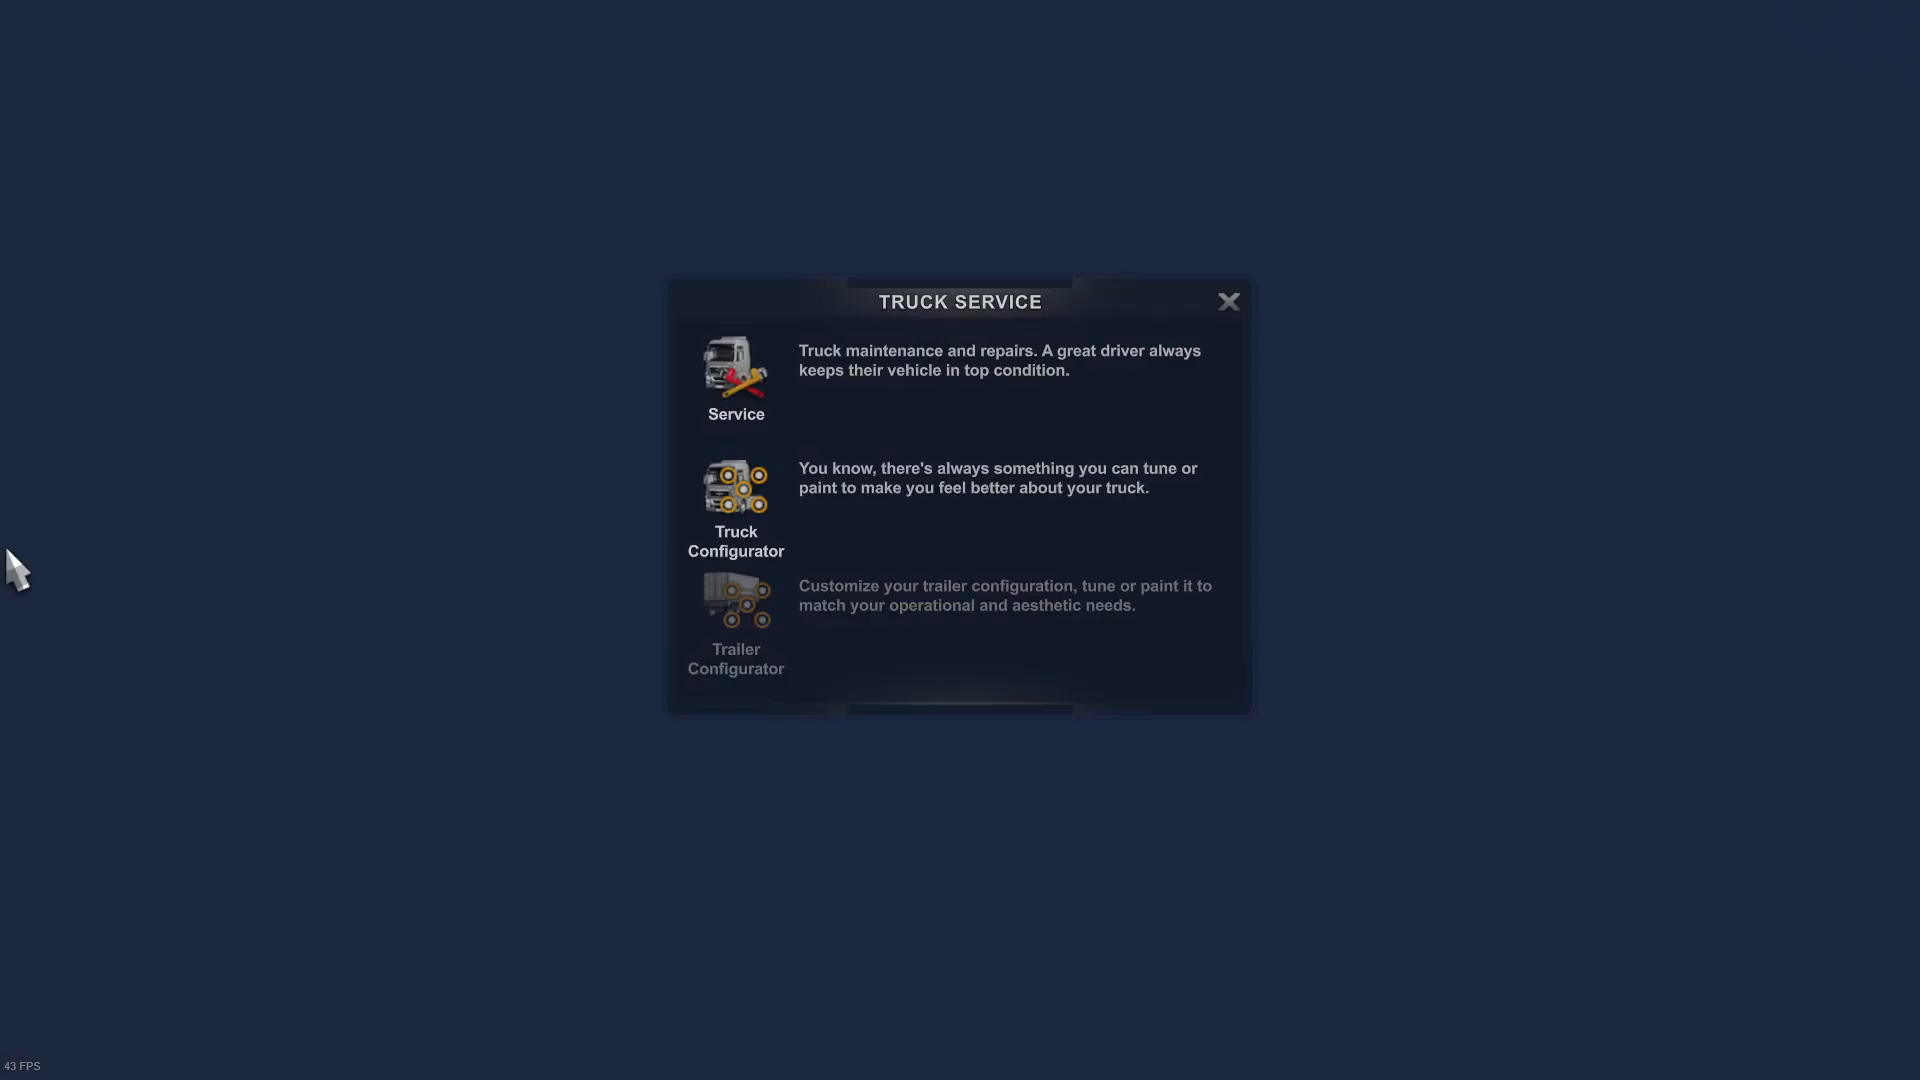 TRUCK SERVICE
Truck maintenance and repairs. A great driver always
keeps their vehicle in top condition.
Service
You know, there's always something you can tune or
paint to make you feel better about your truck.
Truck
Configurator
Customize your trailer configuration, tune or paint it to
match your operational and aesthetic needs.
Trailer
Configurator
43 FPS